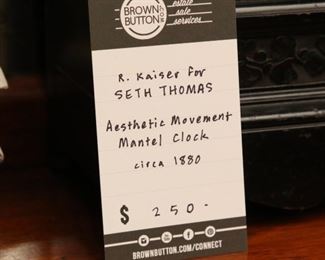 BROWN
BUTTON
.COM
estate
sale
services
R. Kaiser for
SETH THOMAS
Aesthetic Movement
Mantel Clock
circa 1880
$ 250-
BROWNBUTTON.COM/CONNECT